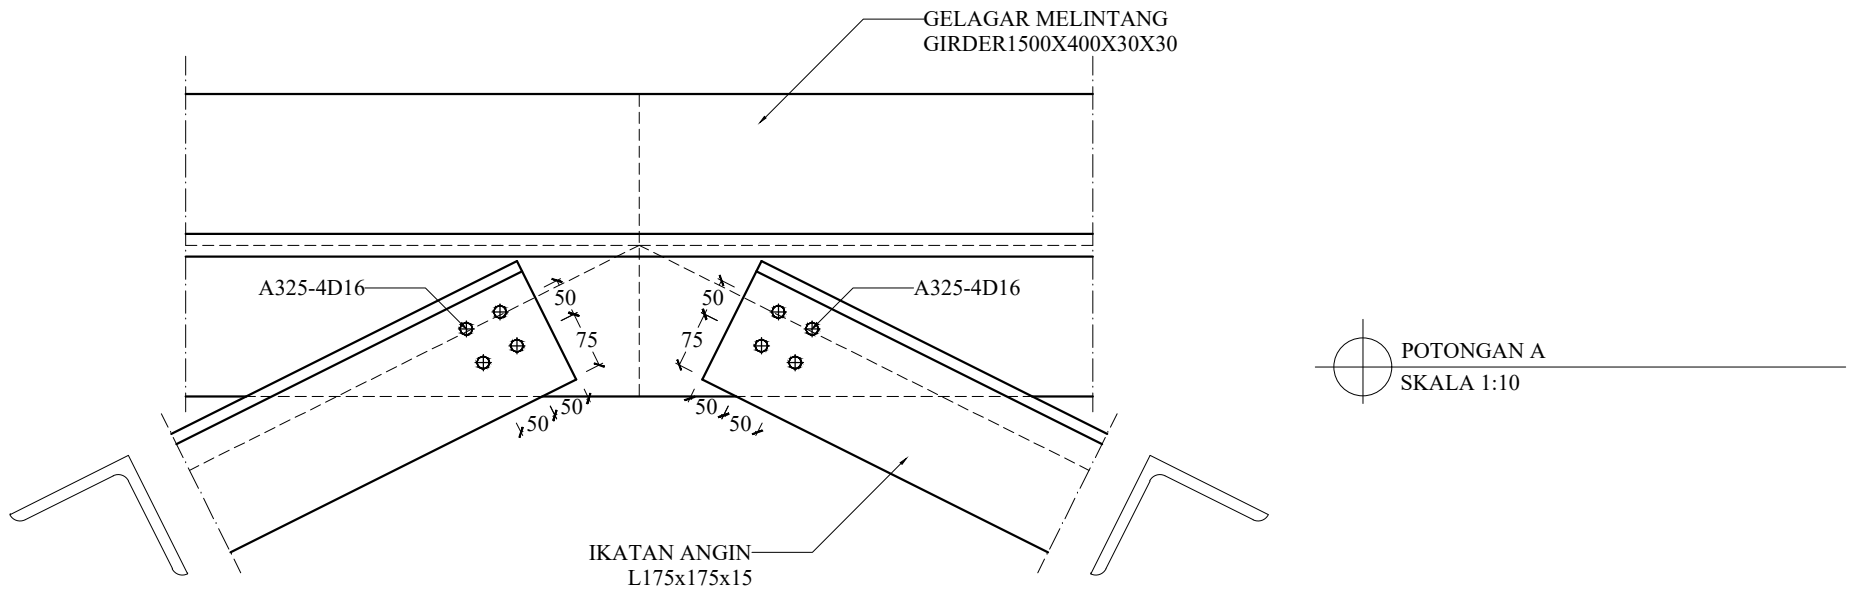 GELAGAR MELINTANG
GIRDER1500X400X30X30
A325-4D16
50
75
50
50
50
75
50
50
A325-4D16
POTONGAN A
SKALA 1:10
IKATAN ANGIN
L175x175x15